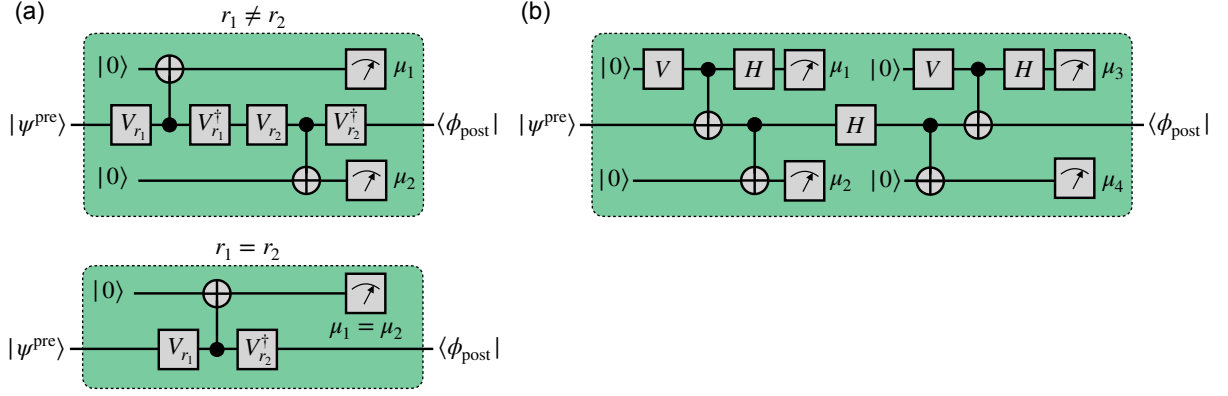 (a)
r₁ ≠ r₂
|0⟩ μ₁
|ψ^pre⟩ V_{r₁} V_{r₁}^† V_{r₂} V_{r₂}^† ⟨ϕ_post|
|0⟩ μ₂
r₁ = r₂
|0⟩
μ₁ = μ₂
|ψ^pre⟩ V_{r₁} V_{r₂}^† ⟨ϕ_post|
(b)
|0⟩ V H μ₁ |0⟩ V H μ₃
|ψ^pre⟩ H ⟨ϕ_post|
|0⟩ μ₂ |0⟩ μ₄